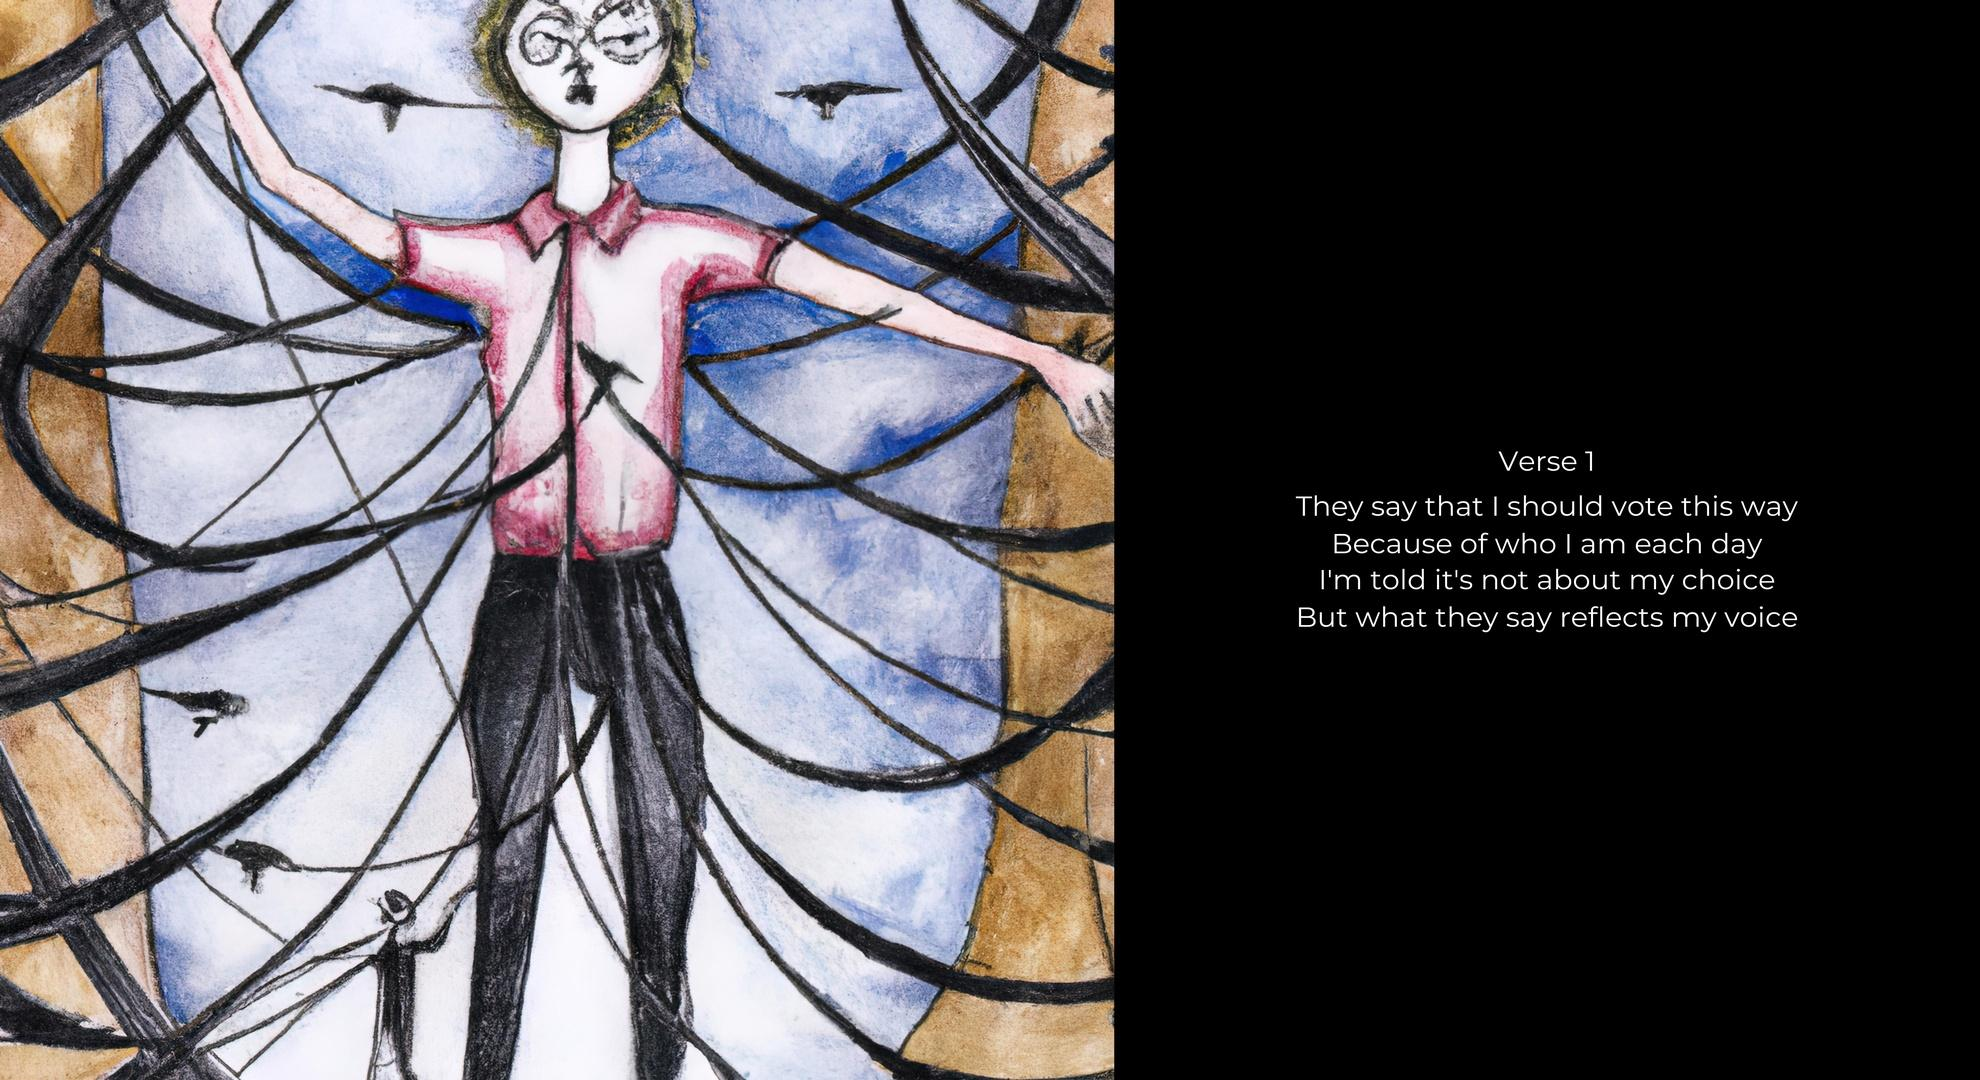 Verse 1
They say that I should vote this way
Because of who I am each day
I'm told it's not about my choice
But what they say reflects my voice